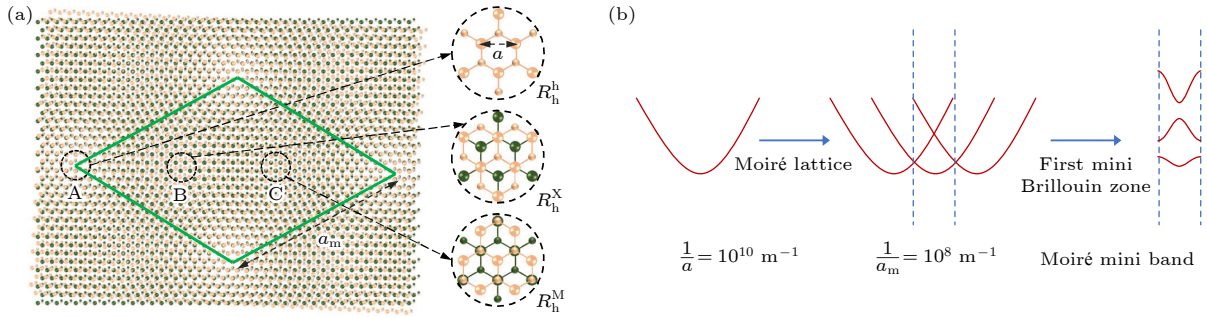 (a)
a
R_h^h
R_h^X
R_h^M
A
B
C
a_m
(b)
Moiré lattice
First mini
Brillouin zone
1/a = 10^10 m^−1
1/a_m = 10^8 m^−1
Moiré mini band